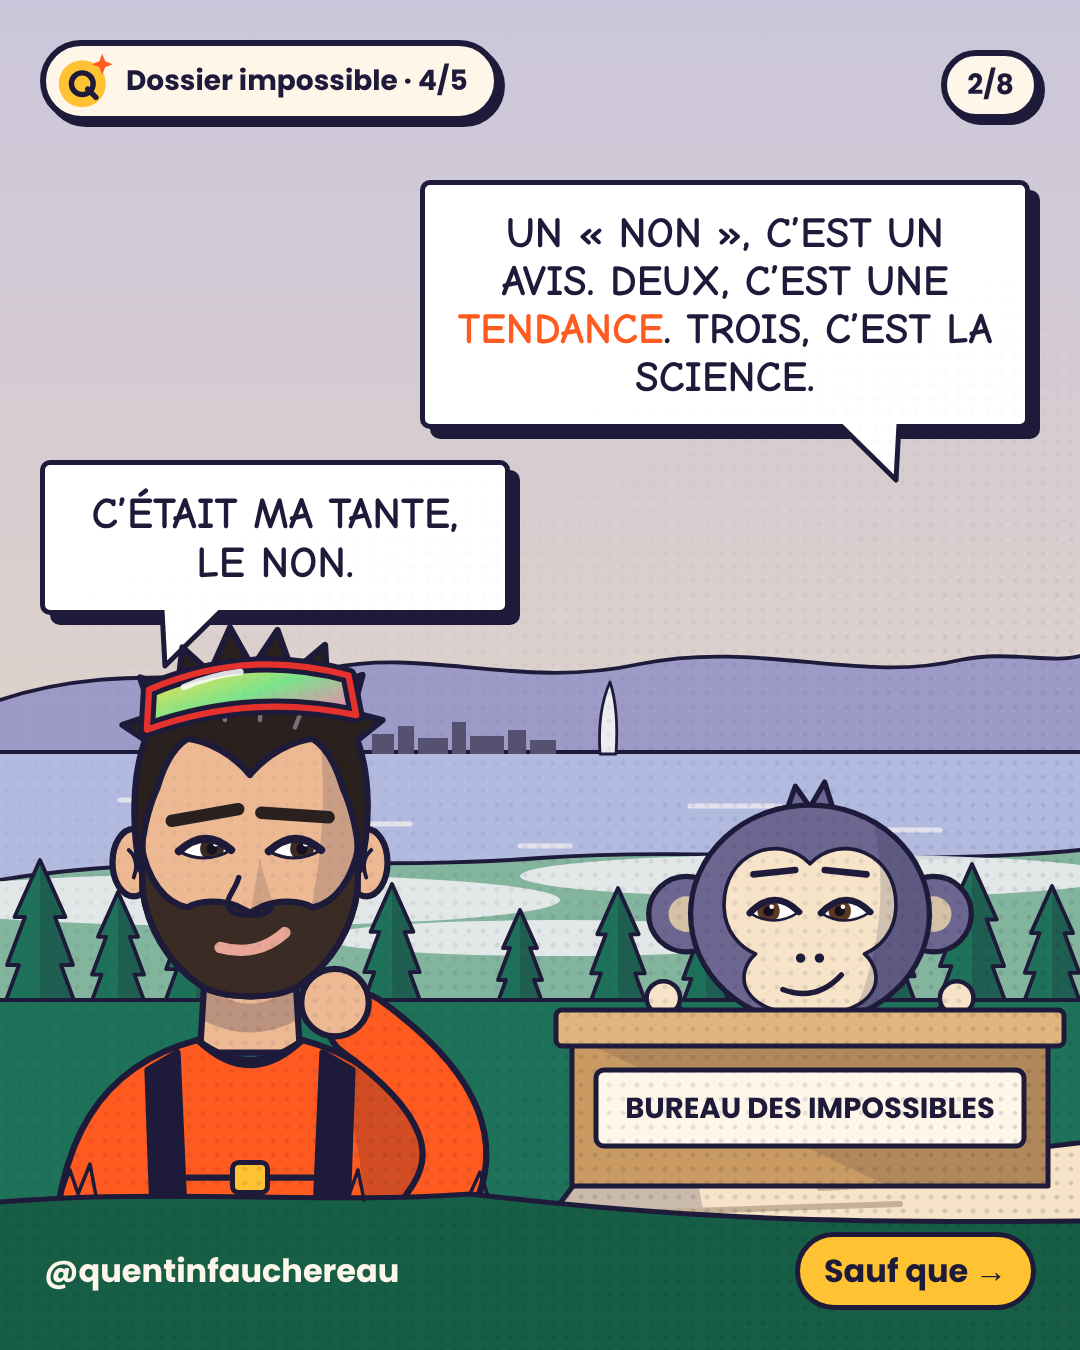 Dossier impossible · 4/5
2/8
UN « NON », C'EST UN
AVIS. DEUX, C'EST UNE
TENDANCE. TROIS, C'EST LA
SCIENCE.
C'ÉTAIT MA TANTE,
LE NON.
BUREAU DES IMPOSSIBLES
@quentinfauchereau
Sauf que →